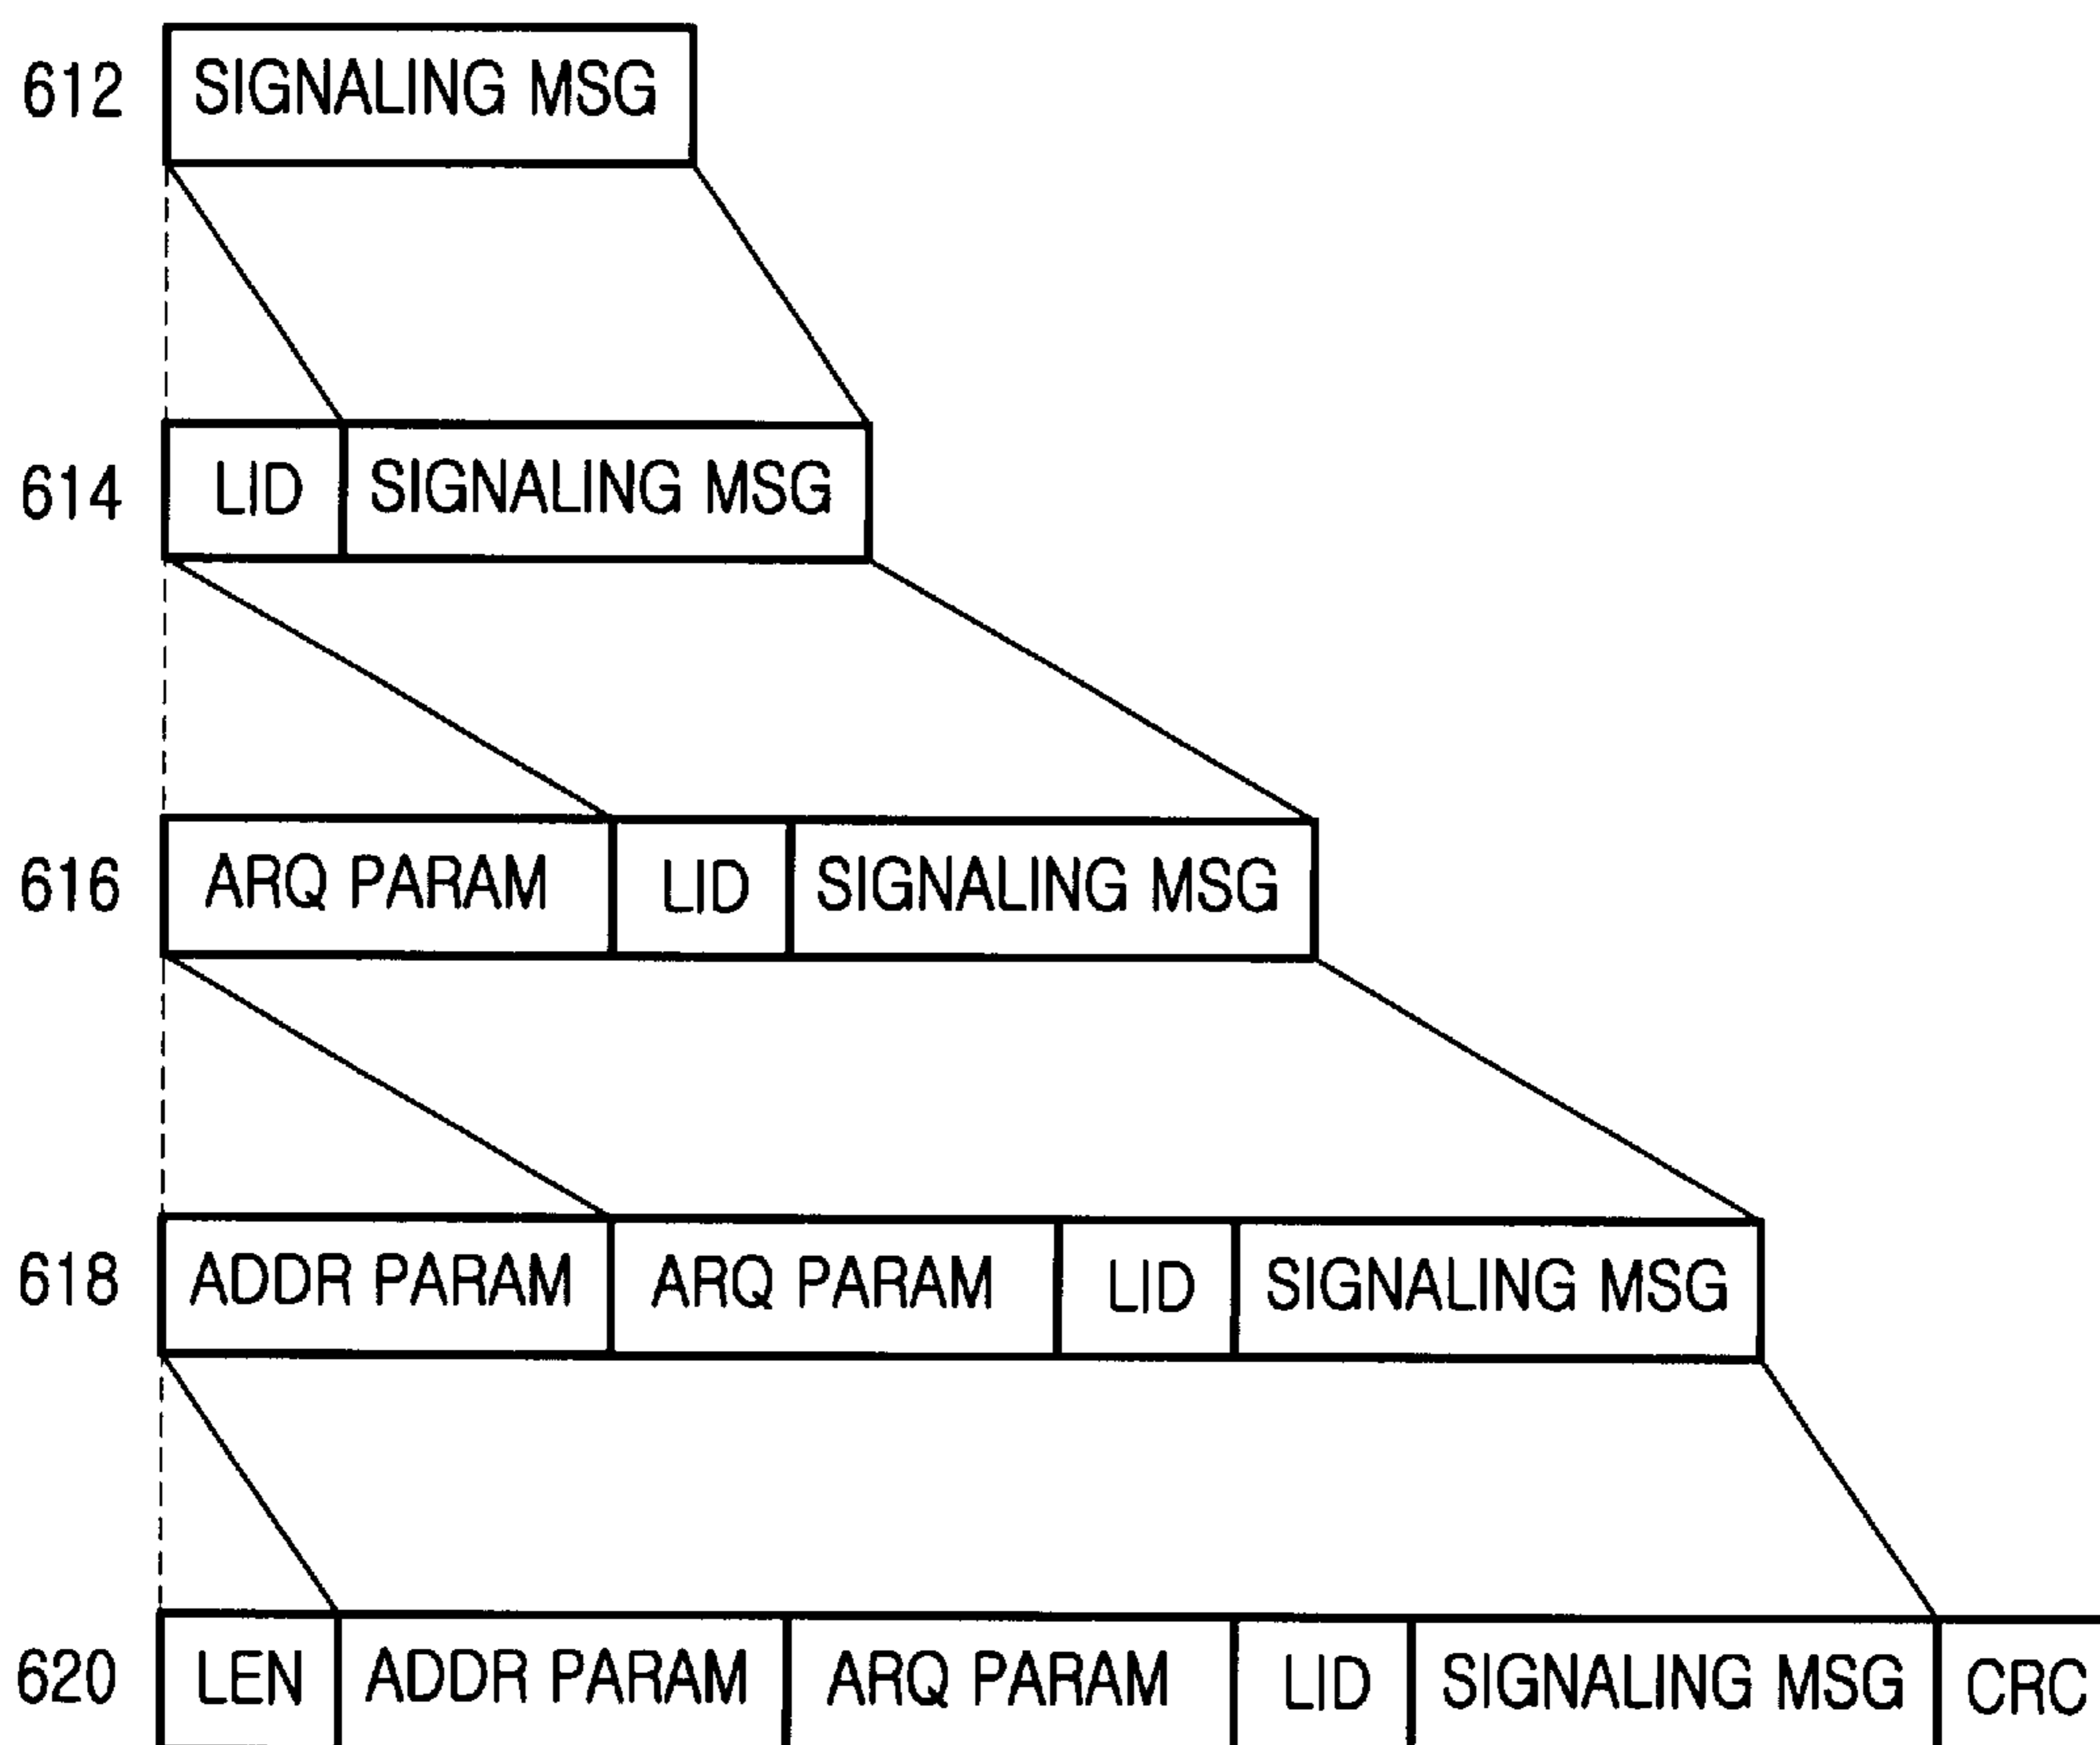 612 SIGNALING MSG
614 LID SIGNALING MSG
616 ARQ PARAM LID SIGNALING MSG
618 ADDR PARAM ARQ PARAM LID SIGNALING MSG
620 LEN ADDR PARAM ARQ PARAM LID SIGNALING MSG CRC